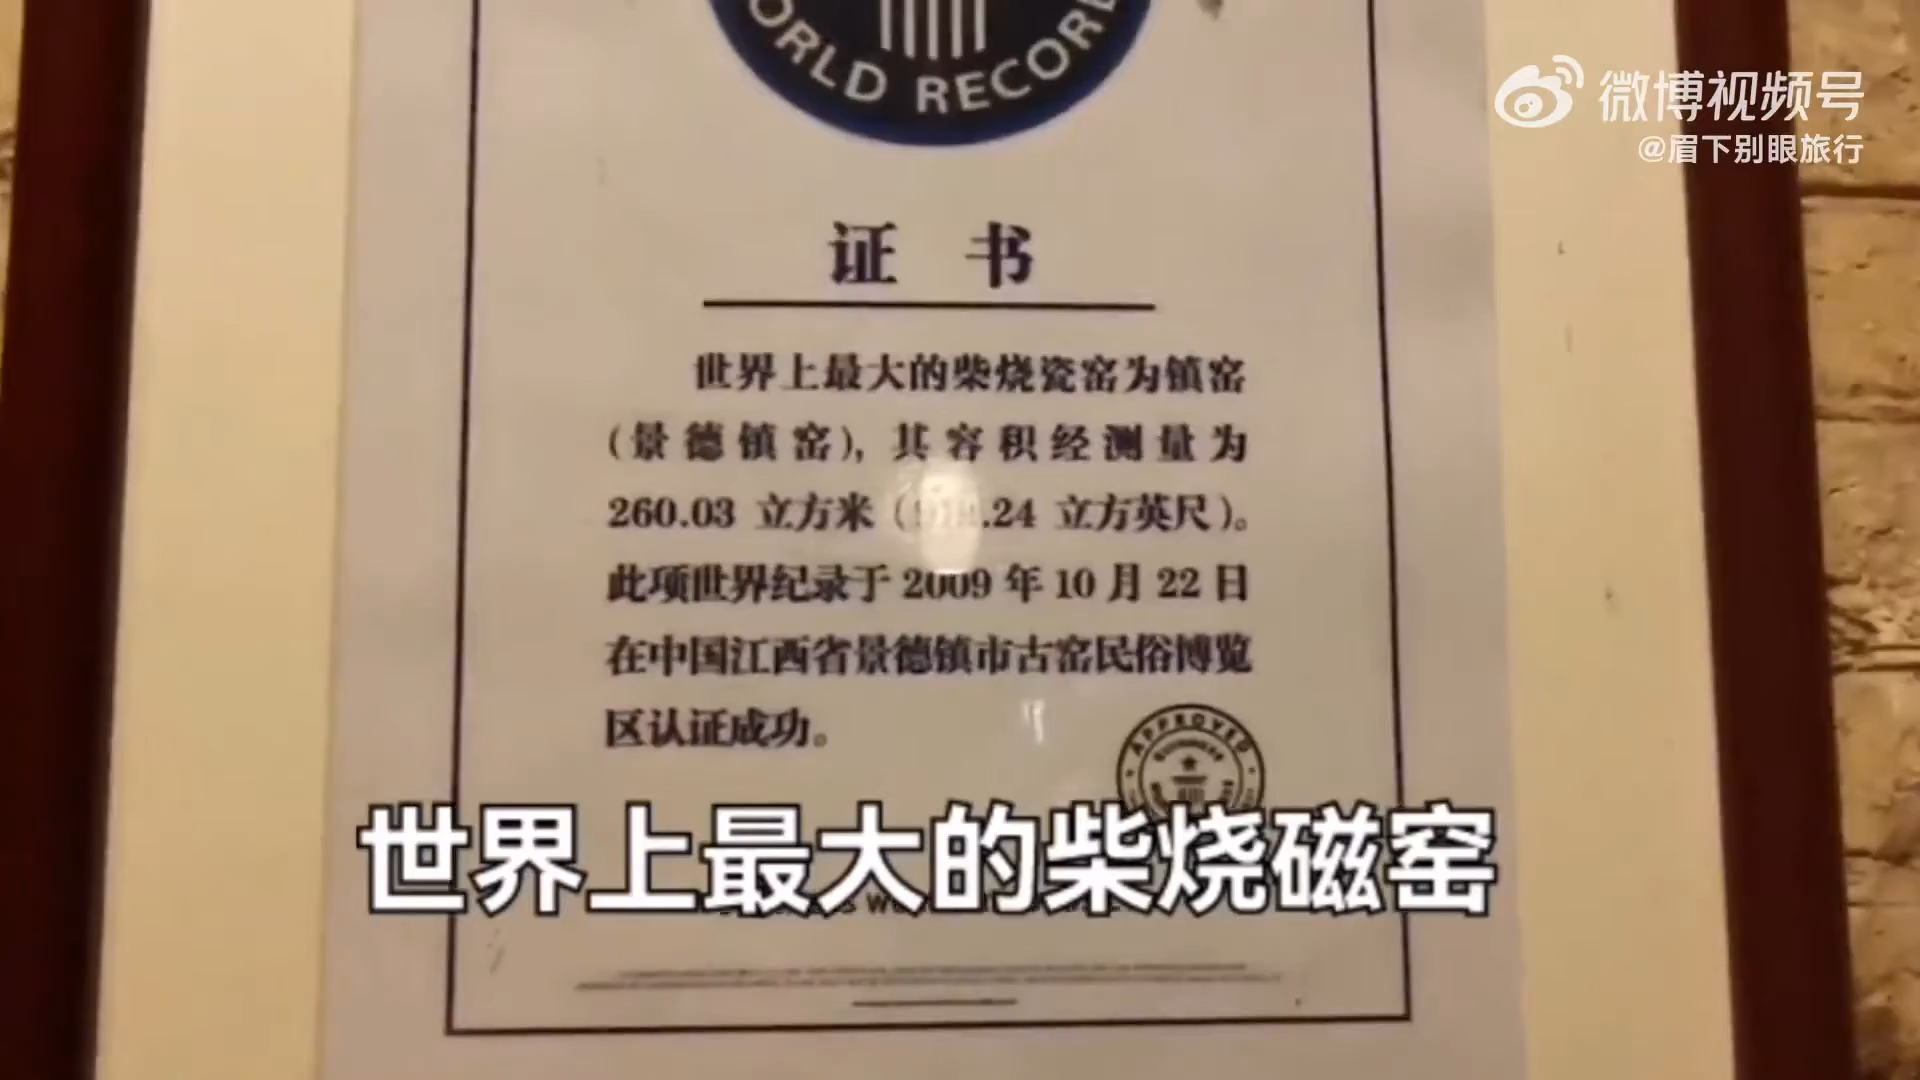 WORLD RECORD
微博视频号
@眉下别眼旅行
证 书
世界上最大的柴烧瓷窑为镇窑
(景德镇窑)，其容积经测量为
260.03 立方米 ( .24 立方英尺)。
此项世界纪录于 2009 年 10 月 22 日
在中国江西省景德镇市古窑民俗博览
区认证成功。
APPROVED
世界上最大的柴烧磁窑